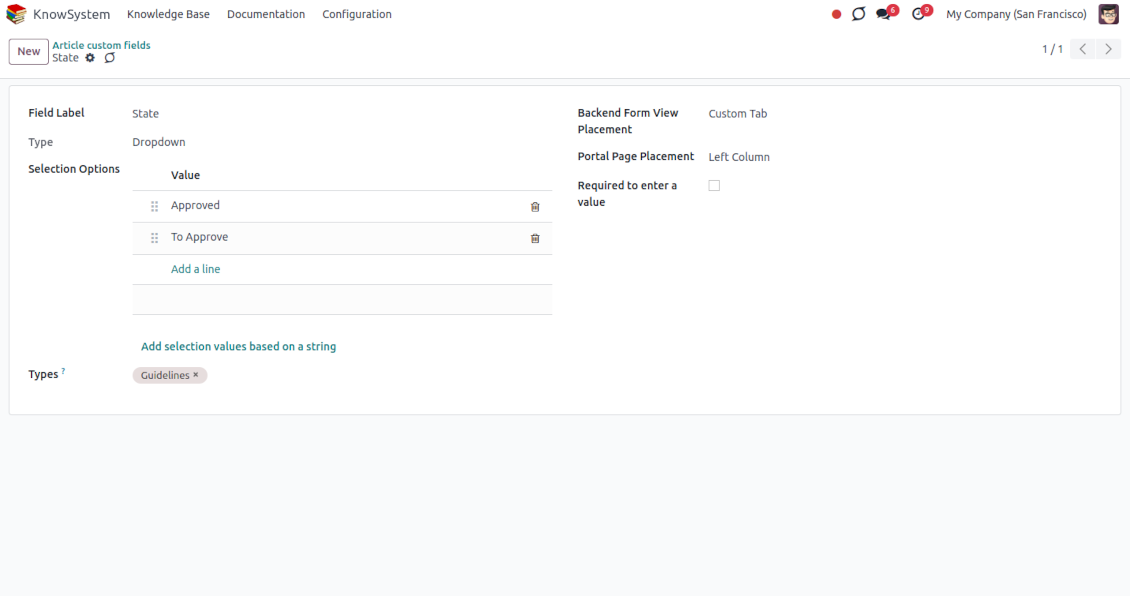 KnowSystem Knowledge Base Documentation Configuration 6 9 My Company (San Francisco)
New Article custom fields 1 / 1
State
Field Label State
Type Dropdown
Selection Options
Value
Approved
To Approve
Add a line
Add selection values based on a string
Types ? Guidelines ×
Backend Form View
Placement Custom Tab
Portal Page Placement Left Column
Required to enter a
value